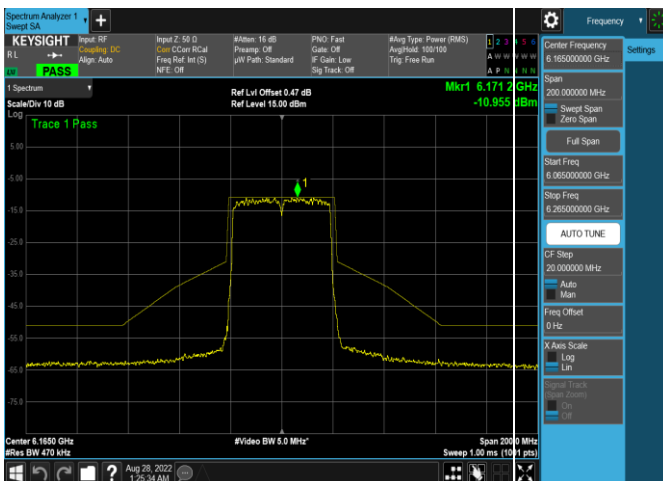 Spectrum Analyzer 1
Swept SA
Frequency
KEYSIGHT
R L
LW
PASS
Input: RF
Coupling: DC
Align: Auto
Input Z: 50 Ω
Corr CCorr RCal
Freq Ref: Int (S)
NFE: Off
#Atten: 16 dB
Preamp: Off
µW Path: Standard
PNO: Fast
Gate: Off
IF Gain: Low
Sig Track: Off
#Avg Type: Power (RMS)
Avg|Hold: 100/100
Trig: Free Run
1 2 3 4 5 6
A W W W W W
A P N N N N
1 Spectrum
Scale/Div 10 dB
Log
Ref Lvl Offset 0.47 dB
Ref Level 15.00 dBm
Mkr1 6.171 2 GHz
-10.955 dBm
Trace 1 Pass
1
5.00
-5.00
-15.0
-25.0
-35.0
-45.0
-55.0
-65.0
-75.0
Center 6.1650 GHz
#Res BW 470 kHz
#Video BW 5.0 MHz*
Span 200.0 MHz
Sweep 1.00 ms (1001 pts)
Aug 28, 2022
1:25:34 AM
Center Frequency
6.165000000 GHz
Settings
Span
200.000000 MHz
Swept Span
Zero Span
Full Span
Start Freq
6.065000000 GHz
Stop Freq
6.265000000 GHz
AUTO TUNE
CF Step
20.000000 MHz
Auto
Man
Freq Offset
0 Hz
X Axis Scale
Log
Lin
Signal Track
(Span Zoom)
On
Off